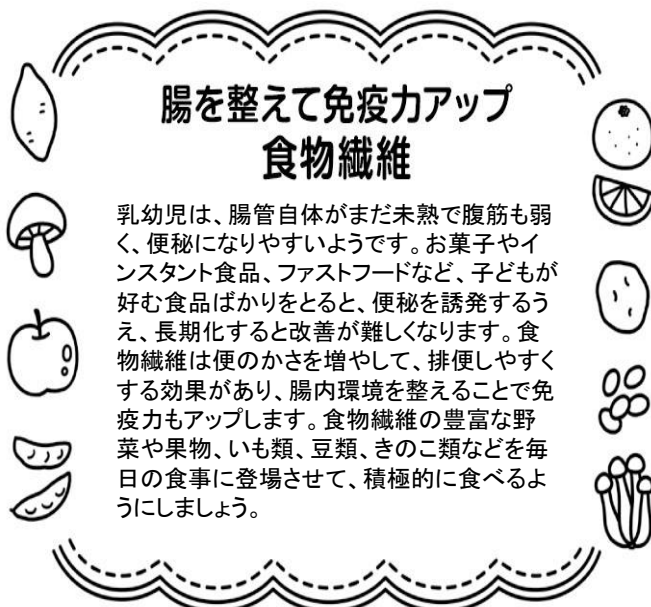 腸を整えて免疫力アップ
食物繊維
乳幼児は、腸管自体がまだ未熟で腹筋も弱
く、便秘になりやすいようです。お菓子やイ
ンスタント食品、ファストフードなど、子どもが
好む食品ばかりをとると、便秘を誘発するう
え、長期化すると改善が難しくなります。食
物繊維は便のかさを増やして、排便しやすく
する効果があり、腸内環境を整えることで免
疫力もアップします。食物繊維の豊富な野
菜や果物、いも類、豆類、きのこ類などを毎
日の食事に登場させて、積極的に食べるよ
うにしましょう。